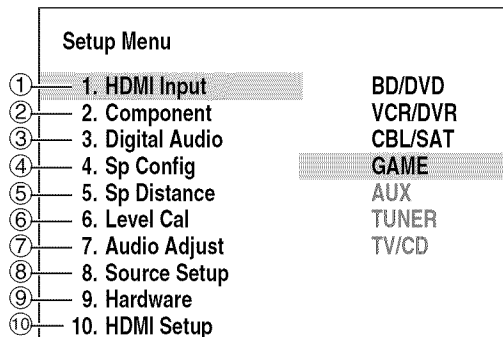 Setup Menu
① 1. HDMI Input BD/DVD
② 2. Component VCR/DVR
③ 3. Digital Audio CBL/SAT
④ 4. Sp Config GAME
⑤ 5. Sp Distance AUX
⑥ 6. Level Cal TUNER
⑦ 7. Audio Adjust TV/CD
⑧ 8. Source Setup
⑨ 9. Hardware
⑩ 10. HDMI Setup